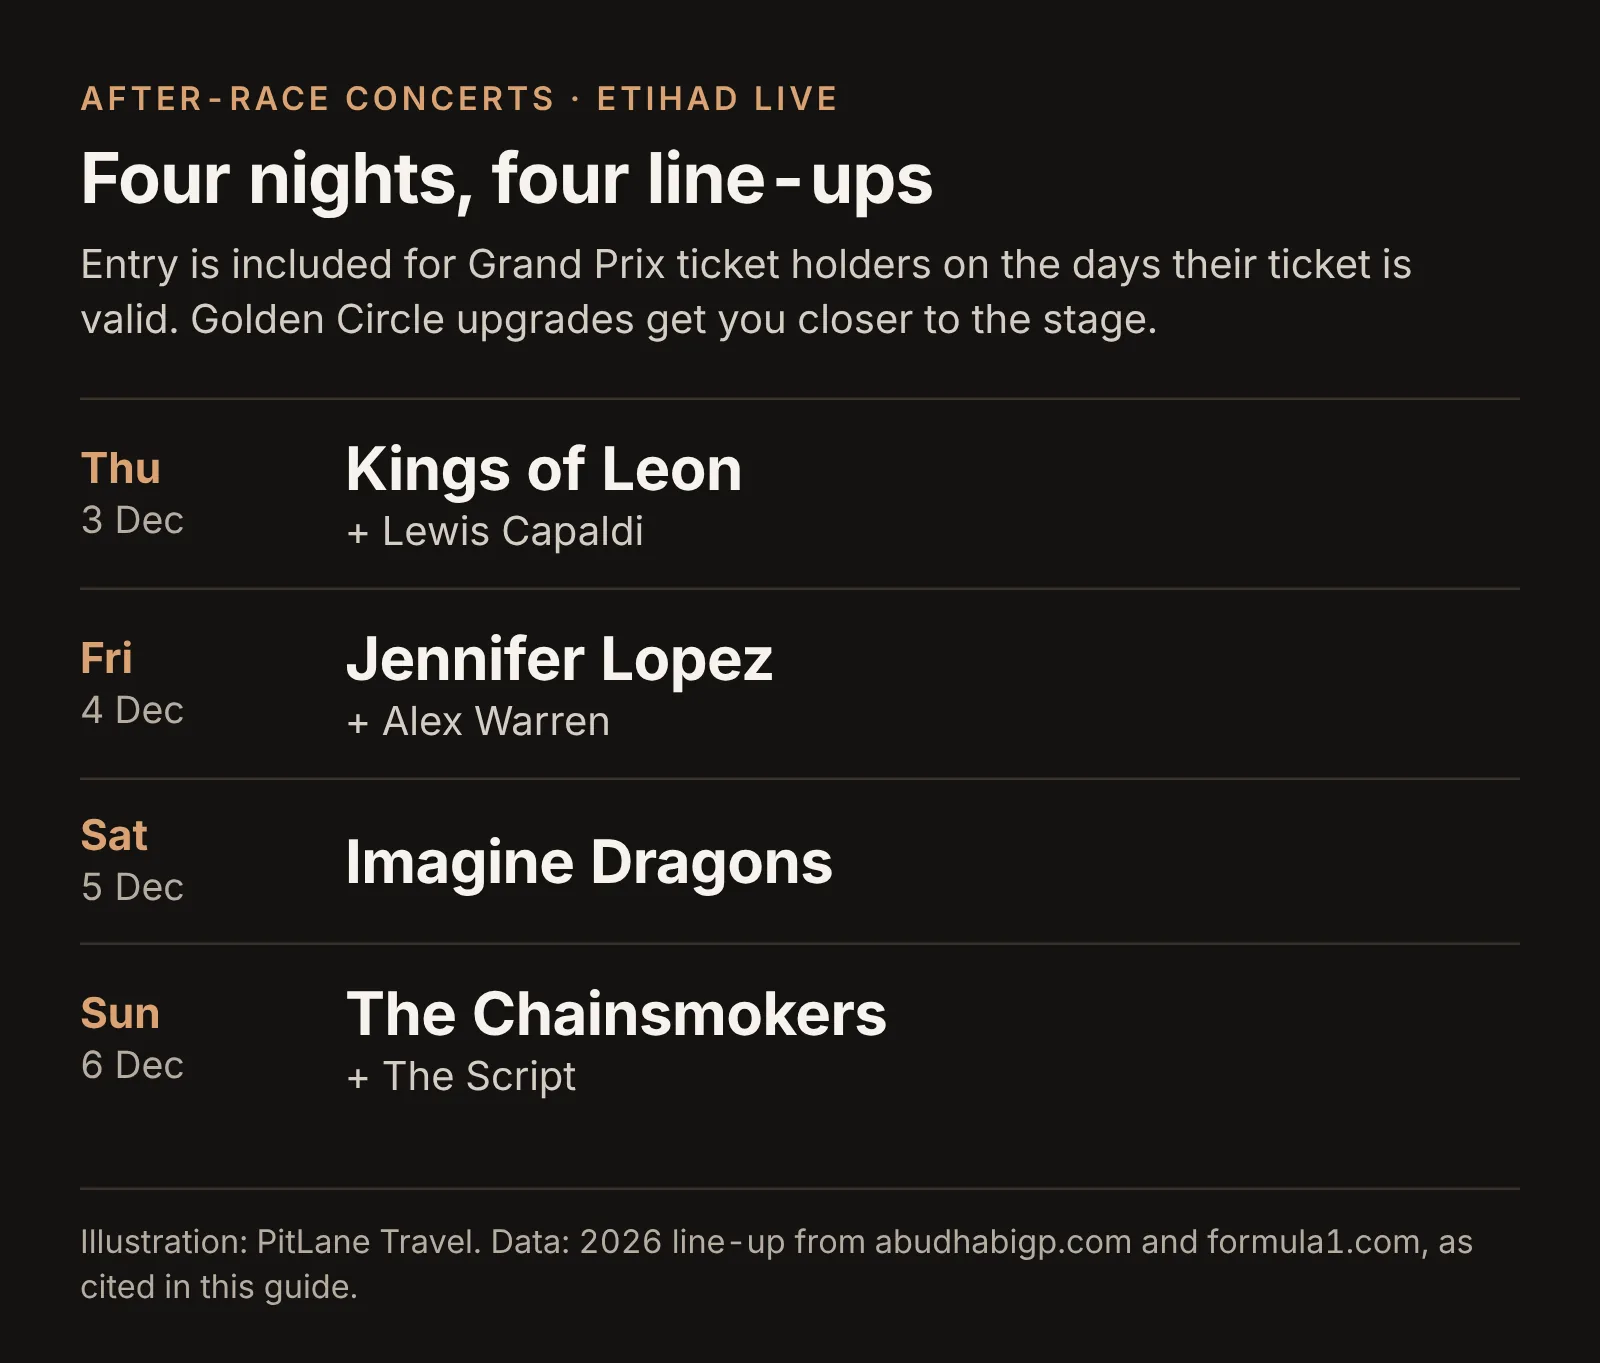 AFTER-RACE CONCERTS · ETIHAD LIVE
Four nights, four line-ups
Entry is included for Grand Prix ticket holders on the days their ticket is
valid. Golden Circle upgrades get you closer to the stage.
Thu
3 Dec
Kings of Leon
+ Lewis Capaldi
Fri
4 Dec
Jennifer Lopez
+ Alex Warren
Sat
5 Dec
Imagine Dragons
Sun
6 Dec
The Chainsmokers
+ The Script
Illustration: PitLane Travel. Data: 2026 line-up from abudhabigp.com and formula1.com, as
cited in this guide.